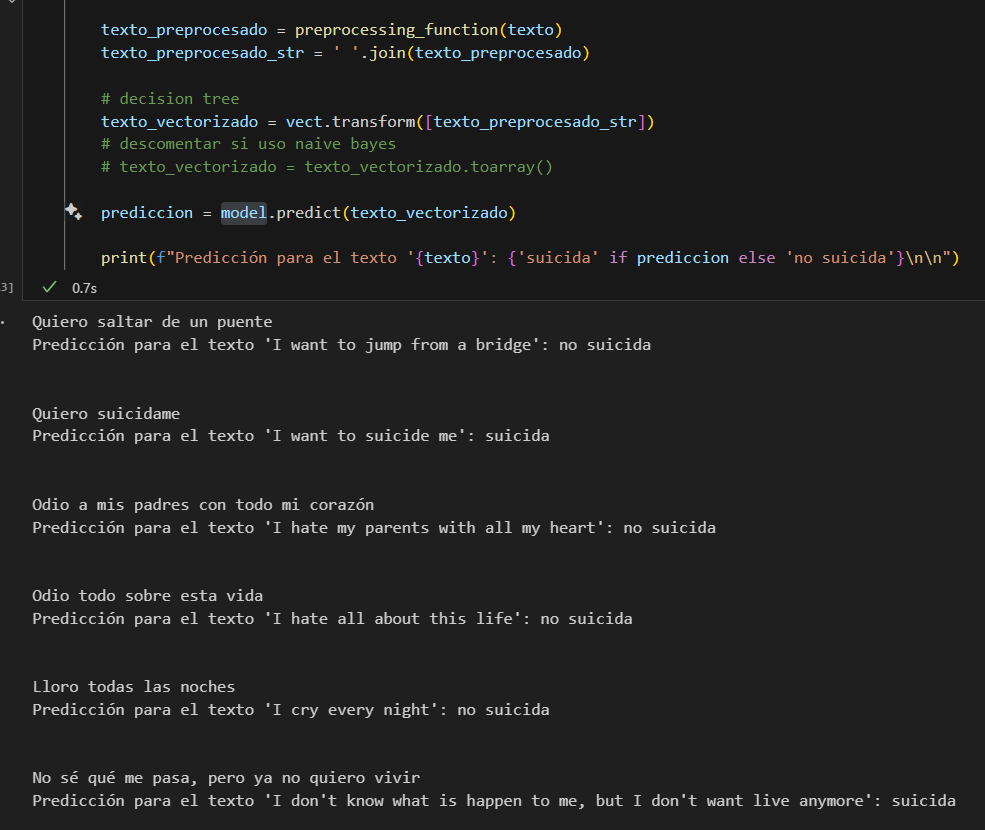 texto_preprocesado = preprocessing_function(texto)
texto_preprocesado_str = ' '.join(texto_preprocesado)
# decision tree
texto_vectorizado = vect.transform([texto_preprocesado_str])
# descomentar si uso naive bayes
# texto_vectorizado = texto_vectorizado.toarray()
prediccion = model.predict(texto_vectorizado)
print(f"Predicción para el texto '{texto}': {'suicida' if prediccion else 'no suicida'}\n\n")
3] 0.7s
Quiero saltar de un puente
Predicción para el texto 'I want to jump from a bridge': no suicida
Quiero suicidame
Predicción para el texto 'I want to suicide me': suicida
Odio a mis padres con todo mi corazón
Predicción para el texto 'I hate my parents with all my heart': no suicida
Odio todo sobre esta vida
Predicción para el texto 'I hate all about this life': no suicida
Lloro todas las noches
Predicción para el texto 'I cry every night': no suicida
No sé qué me pasa, pero ya no quiero vivir
Predicción para el texto 'I don't know what is happen to me, but I don't want live anymore': suicida